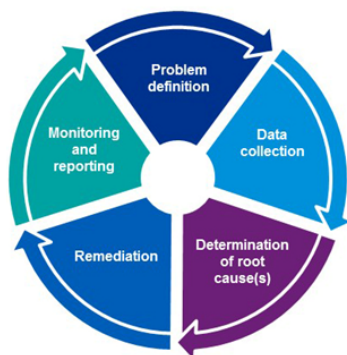 Problem
definition
Data
collection
Determination
of root
cause(s)
Remediation
Monitoring
and
reporting